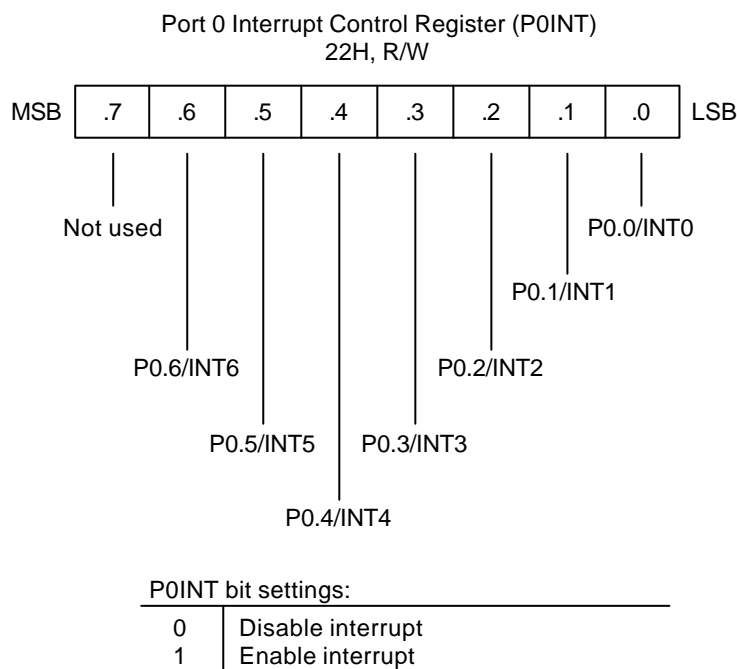 Port 0 Interrupt Control Register (P0INT)
22H, R/W
MSB .7 .6 .5 .4 .3 .2 .1 .0 LSB
Not used P0.0/INT0
P0.1/INT1
P0.6/INT6 P0.2/INT2
P0.5/INT5 P0.3/INT3
P0.4/INT4
P0INT bit settings:
0 Disable interrupt
1 Enable interrupt